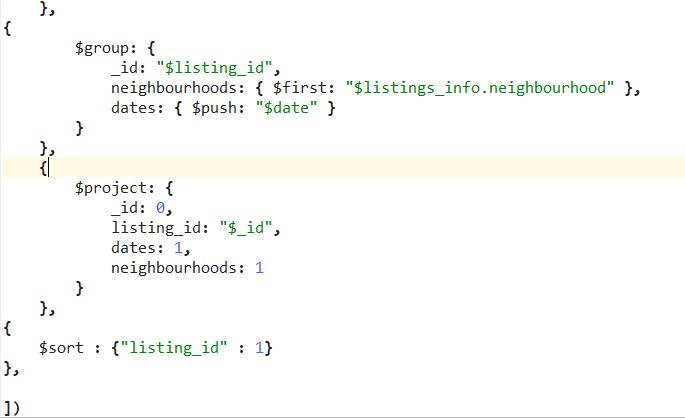 },
{
        $group: {
            _id: "$listing_id",
            neighbourhoods: { $first: "$listings_info.neighbourhood" },
            dates: { $push: "$date" }
        }
    },
    {
        $project: {
            _id: 0,
            listing_id: "$_id",
            dates: 1,
            neighbourhoods: 1
        }
    },
{
    $sort : {"listing_id" : 1}
},
])